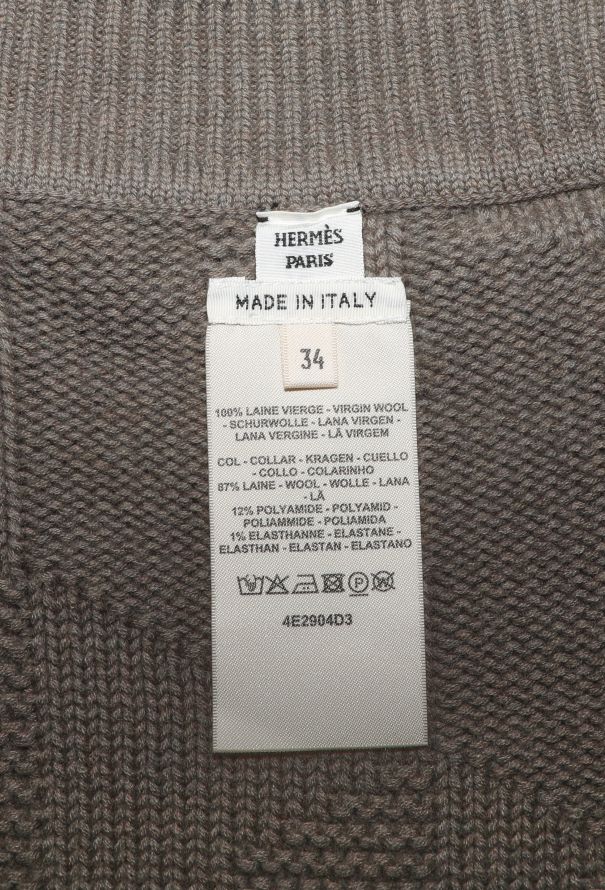 HERMÈS
PARIS
MADE IN ITALY
34
100% LAINE VIERGE - VIRGIN WOOL
- SCHURWOLLE - LANA VIRGEN -
LANA VERGINE - LÃ VIRGEM
COL - COLLAR - KRAGEN - CUELLO
- COLLO - COLARINHO
87% LAINE - WOOL - WOLLE - LANA
- LÃ
12% POLYAMIDE - POLYAMID -
POLIAMMIDE - POLIAMIDA
1% ELASTHANNE - ELASTANE -
ELASTHAN - ELASTAN - ELASTANO
4E2904D3